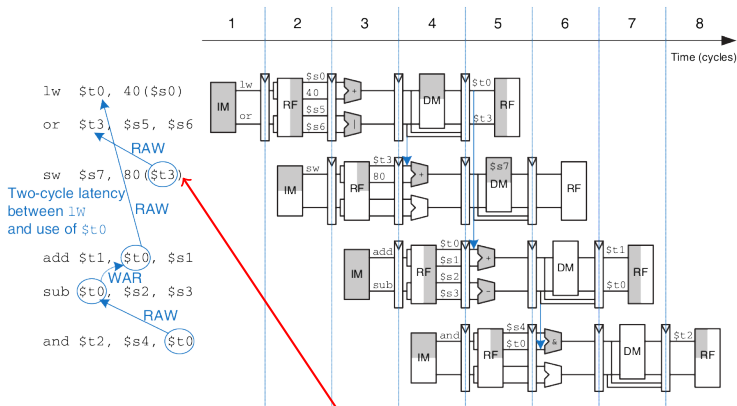 1 2 3 4 5 6 7 8
Time (cycles)
lw $t0, 40($s0)
or $t3, $s5, $s6
RAW
sw $s7, 80($t3)
Two-cycle latency
between lW
and use of $t0
RAW
add $t1, $t0, $s1
WAR
sub $t0, $s2, $s3
RAW
and $t2, $s4, $t0
IM lw or RF $s0 40 $s5 $s6 + | DM $t0 $t3 RF
IM sw RF $t3 80 + $s7 DM RF
IM add sub RF $t0 $s1 $s2 $s3 + - DM $t1 $t0 RF
IM and RF $s4 $t0 & DM $t2 RF